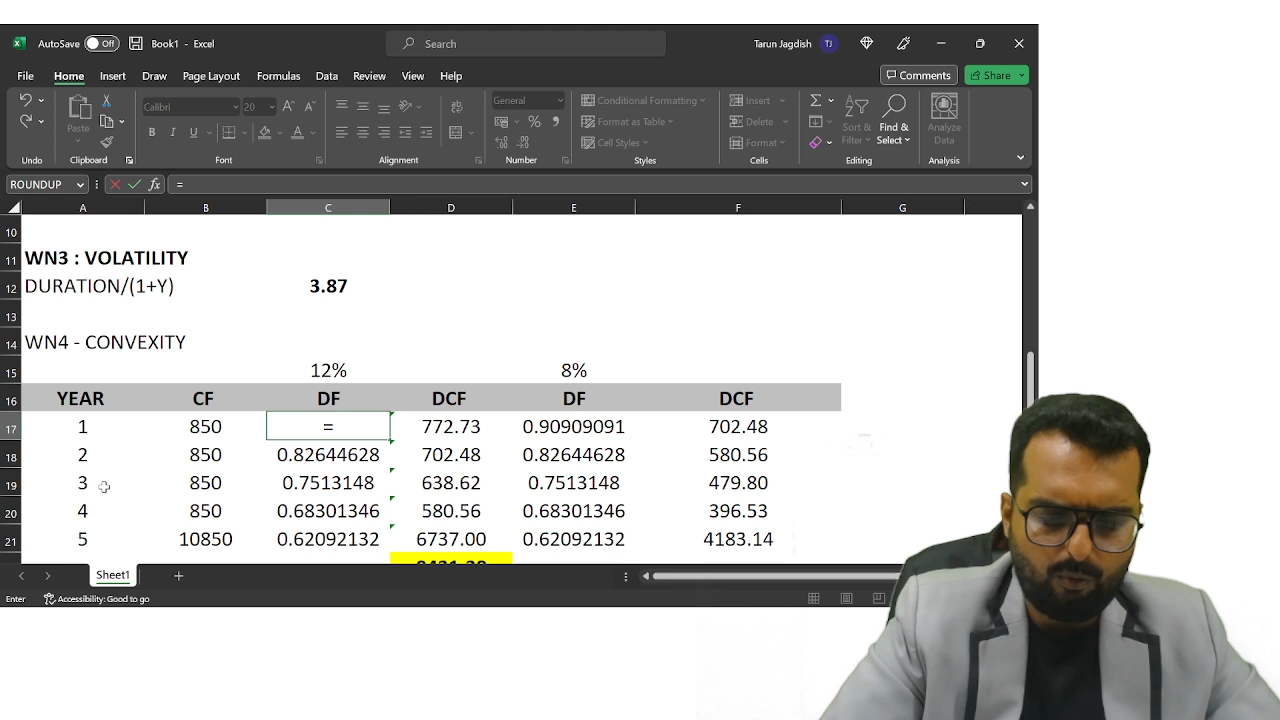 AutoSave Off Book1 - Excel Search Tarun Jagdish TJ
File Home Insert Draw Page Layout Formulas Data Review View Help Comments Share
Calibri 20 General Conditional Formatting Insert
Paste Format as Table Delete Sort & Filter Find & Select Analyze Data
B I U A % Cell Styles Format
Undo Clipboard Font Alignment Number Styles Cells Editing Analysis
ROUNDUP fx =
A B C D E F G
10
11 WN3 : VOLATILITY
12 DURATION/(1+Y) 3.87
13
14 WN4 - CONVEXITY
15 12% 8%
16 YEAR CF DF DCF DF DCF
17 1 850 = 772.73 0.90909091 702.48
18 2 850 0.82644628 702.48 0.82644628 580.56
19 3 850 0.7513148 638.62 0.7513148 479.80
20 4 850 0.68301346 580.56 0.68301346 396.53
21 5 10850 0.62092132 6737.00 0.62092132 4183.14
Sheet1
Enter Accessibility: Good to go